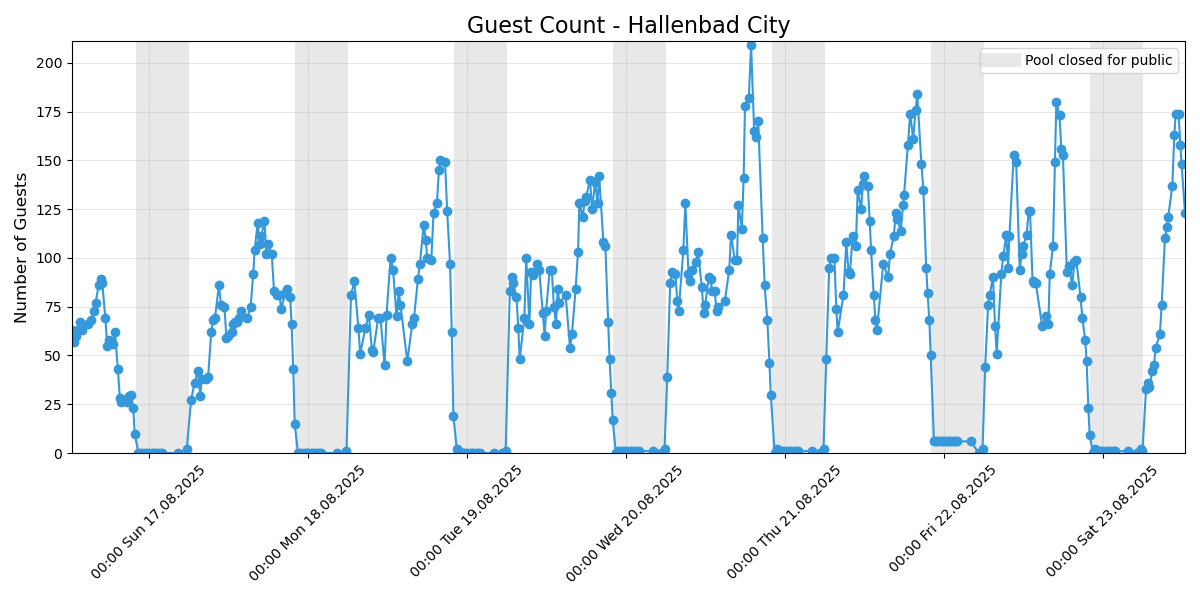 Guest Count - Hallenbad City
Pool closed for public
Number of Guests
200
175
150
125
100
75
50
25
0
00:00 Sun 17.08.2025
00:00 Mon 18.08.2025
00:00 Tue 19.08.2025
00:00 Wed 20.08.2025
00:00 Thu 21.08.2025
00:00 Fri 22.08.2025
00:00 Sat 23.08.2025